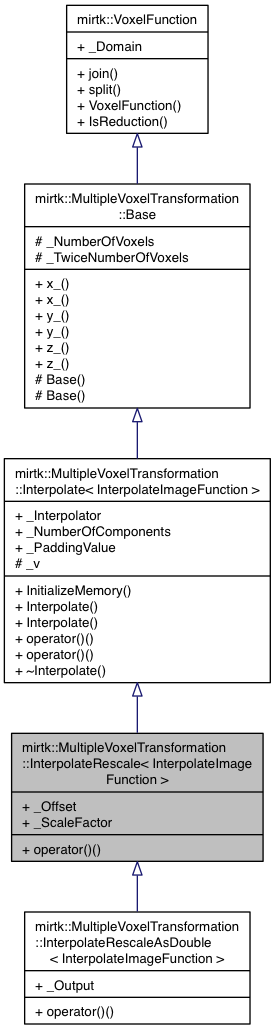 mirtk::VoxelFunction
+ _Domain
+ join()
+ split()
+ VoxelFunction()
+ IsReduction()
mirtk::MultipleVoxelTransformation
::Base
# _NumberOfVoxels
# _TwiceNumberOfVoxels
+ x_()
+ x_()
+ y_()
+ y_()
+ z_()
+ z_()
# Base()
# Base()
mirtk::MultipleVoxelTransformation
::Interpolate< InterpolateImageFunction >
+ _Interpolator
+ _NumberOfComponents
+ _PaddingValue
# _v
+ InitializeMemory()
+ Interpolate()
+ Interpolate()
+ operator()()
+ operator()()
+ ~Interpolate()
mirtk::MultipleVoxelTransformation
::InterpolateRescale< InterpolateImage
Function >
+ _Offset
+ _ScaleFactor
+ operator()()
mirtk::MultipleVoxelTransformation
::InterpolateRescaleAsDouble
< InterpolateImageFunction >
+ _Output
+ operator()()